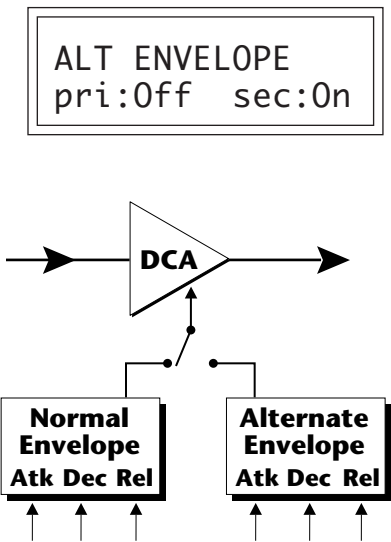 ALT ENVELOPE
pri:Off sec:On
DCA
Normal
Envelope
Atk Dec Rel
Alternate
Envelope
Atk Dec Rel